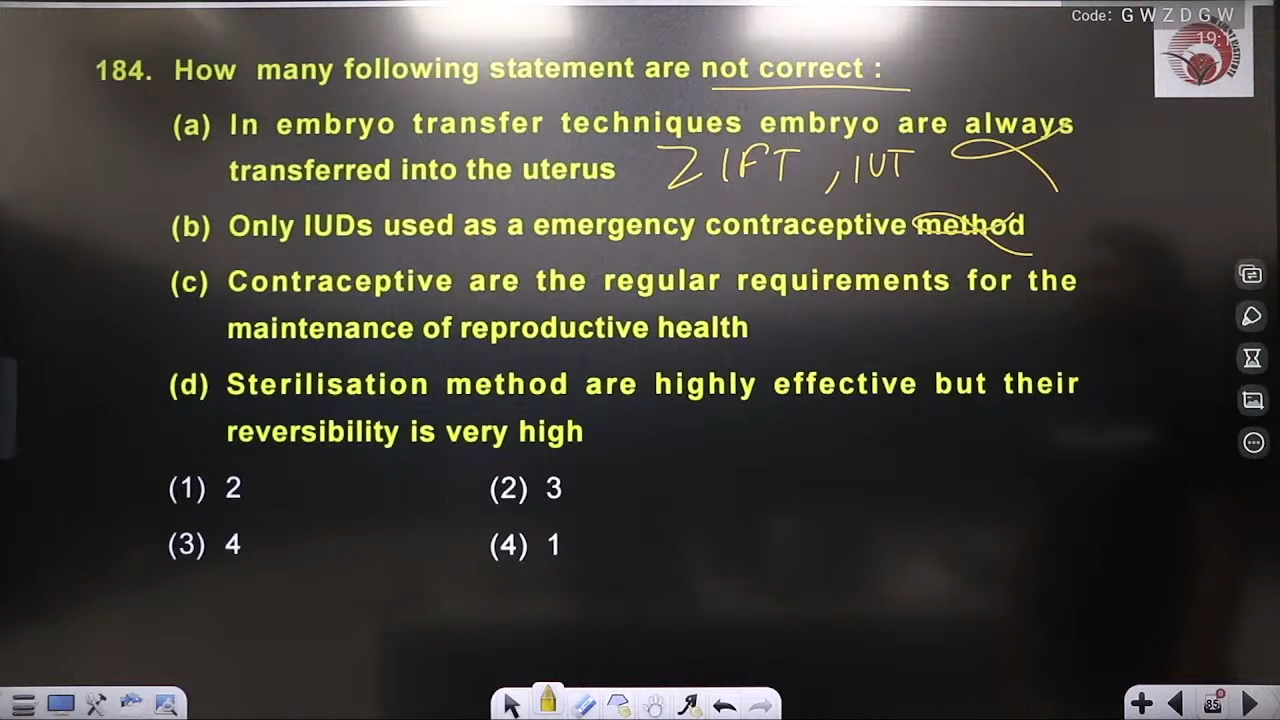 Code: G W Z D G W
184. How many following statement are not correct :
(a) In embryo transfer techniques embryo are always
transferred into the uterus ZIFT, IUT
(b) Only IUDs used as a emergency contraceptive method
(c) Contraceptive are the regular requirements for the
maintenance of reproductive health
(d) Sterilisation method are highly effective but their
reversibility is very high
(1) 2 (2) 3
(3) 4 (4) 1